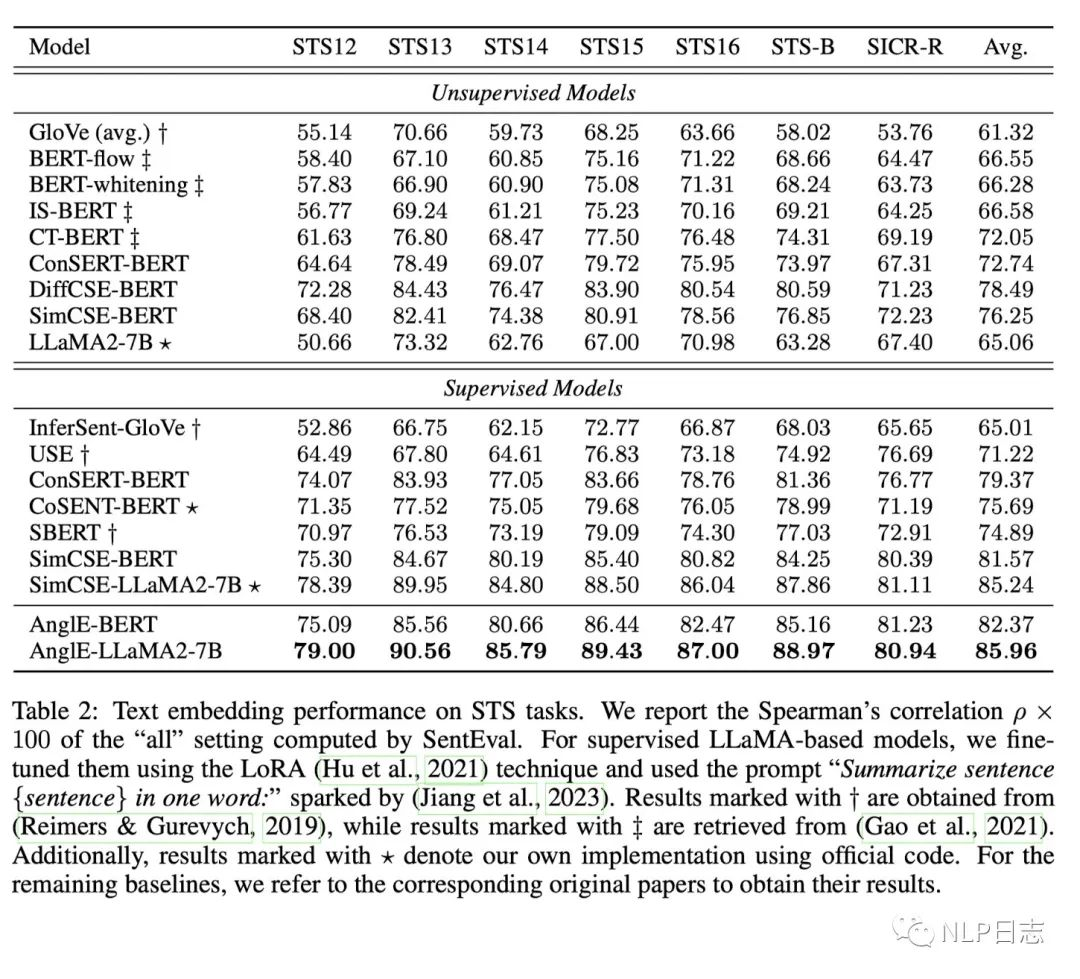 Model STS12 STS13 STS14 STS15 STS16 STS-B SICR-R Avg.
Unsupervised Models
GloVe (avg.) † 55.14 70.66 59.73 68.25 63.66 58.02 53.76 61.32
BERT-flow ‡ 58.40 67.10 60.85 75.16 71.22 68.66 64.47 66.55
BERT-whitening ‡ 57.83 66.90 60.90 75.08 71.31 68.24 63.73 66.28
IS-BERT ‡ 56.77 69.24 61.21 75.23 70.16 69.21 64.25 66.58
CT-BERT ‡ 61.63 76.80 68.47 77.50 76.48 74.31 69.19 72.05
ConSERT-BERT 64.64 78.49 69.07 79.72 75.95 73.97 67.31 72.74
DiffCSE-BERT 72.28 84.43 76.47 83.90 80.54 80.59 71.23 78.49
SimCSE-BERT 68.40 82.41 74.38 80.91 78.56 76.85 72.23 76.25
LLaMA2-7B ⋆ 50.66 73.32 62.76 67.00 70.98 63.28 67.40 65.06
Supervised Models
InferSent-GloVe † 52.86 66.75 62.15 72.77 66.87 68.03 65.65 65.01
USE † 64.49 67.80 64.61 76.83 73.18 74.92 76.69 71.22
ConSERT-BERT 74.07 83.93 77.05 83.66 78.76 81.36 76.77 79.37
CoSENT-BERT ⋆ 71.35 77.52 75.05 79.68 76.05 78.99 71.19 75.69
SBERT † 70.97 76.53 73.19 79.09 74.30 77.03 72.91 74.89
SimCSE-BERT 75.30 84.67 80.19 85.40 80.82 84.25 80.39 81.57
SimCSE-LLaMA2-7B ⋆ 78.39 89.95 84.80 88.50 86.04 87.86 81.11 85.24
AnglE-BERT 75.09 85.56 80.66 86.44 82.47 85.16 81.23 82.37
AnglE-LLaMA2-7B 79.00 90.56 85.79 89.43 87.00 88.97 80.94 85.96
Table 2: Text embedding performance on STS tasks. We report the Spearman's correlation ρ ×
100 of the "all" setting computed by SentEval. For supervised LLaMA-based models, we fine-
tuned them using the LoRA (Hu et al., 2021) technique and used the prompt "Summarize sentence
{sentence} in one word:" sparked by (Jiang et al., 2023). Results marked with † are obtained from
(Reimers & Gurevych, 2019), while results marked with ‡ are retrieved from (Gao et al., 2021).
Additionally, results marked with ⋆ denote our own implementation using official code. For the
remaining baselines, we refer to the corresponding original papers to obtain their results.
NLP日志